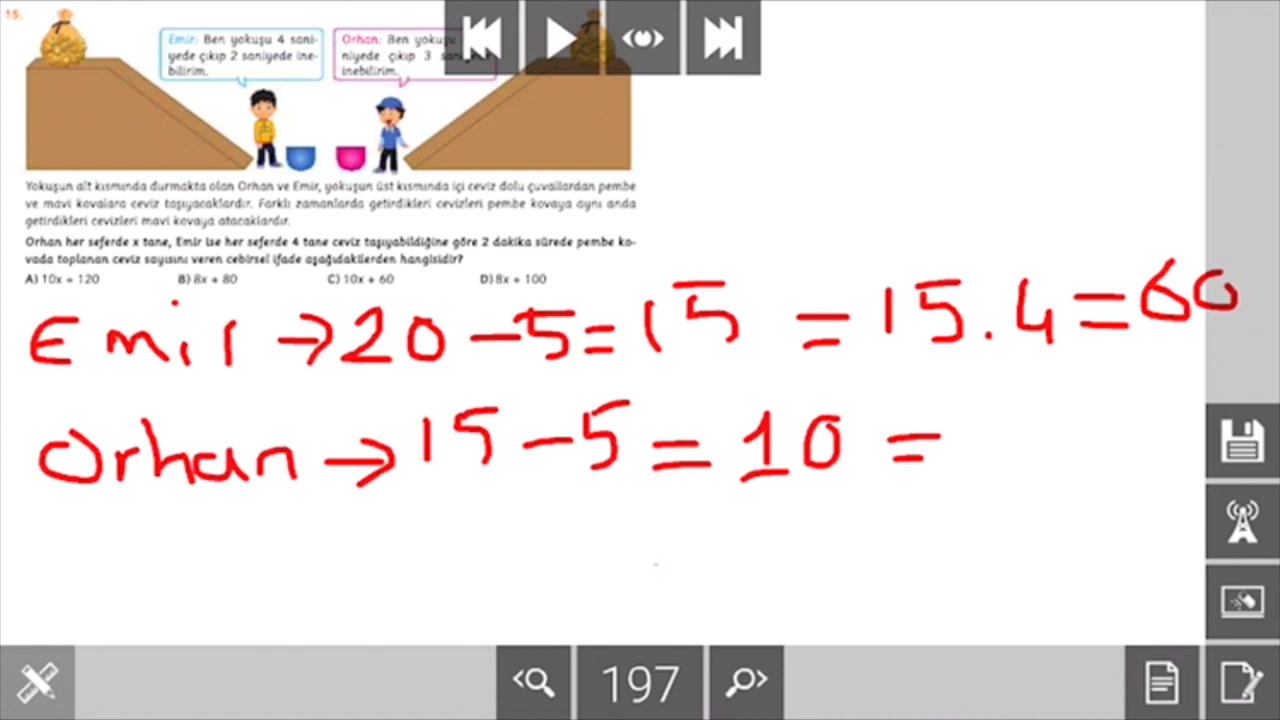 15.
Emir: Ben yokuşu 4 sani-
yede çıkıp 2 saniyede ine-
bilirim.
Orhan: Ben yokuşu
niyede çıkıp 3
inebilirim.
Yokuşun alt kısmında durmakta olan Orhan ve Emir, yokuşun üst kısmında içi ceviz dolu çuvallardan pembe
ve mavi kovalara ceviz taşıyacaklardır. Farklı zamanlarda getirdikleri cevizleri pembe kovaya aynı anda
getirdikleri cevizleri mavi kovaya atacaklardır.
Orhan her seferde x tane, Emir ise her seferde 4 tane ceviz taşıyabildiğine göre 2 dakika sürede pembe ko-
vada toplanan ceviz sayısını veren cebirsel ifade aşağıdakilerden hangisidir?
A) 10x + 120 B) 8x + 80 C) 10x + 60 D) 8x + 100
Emir → 20 - 5 = 15 = 15 . 4 = 60
Orhan → 15 - 5 = 10 =
197